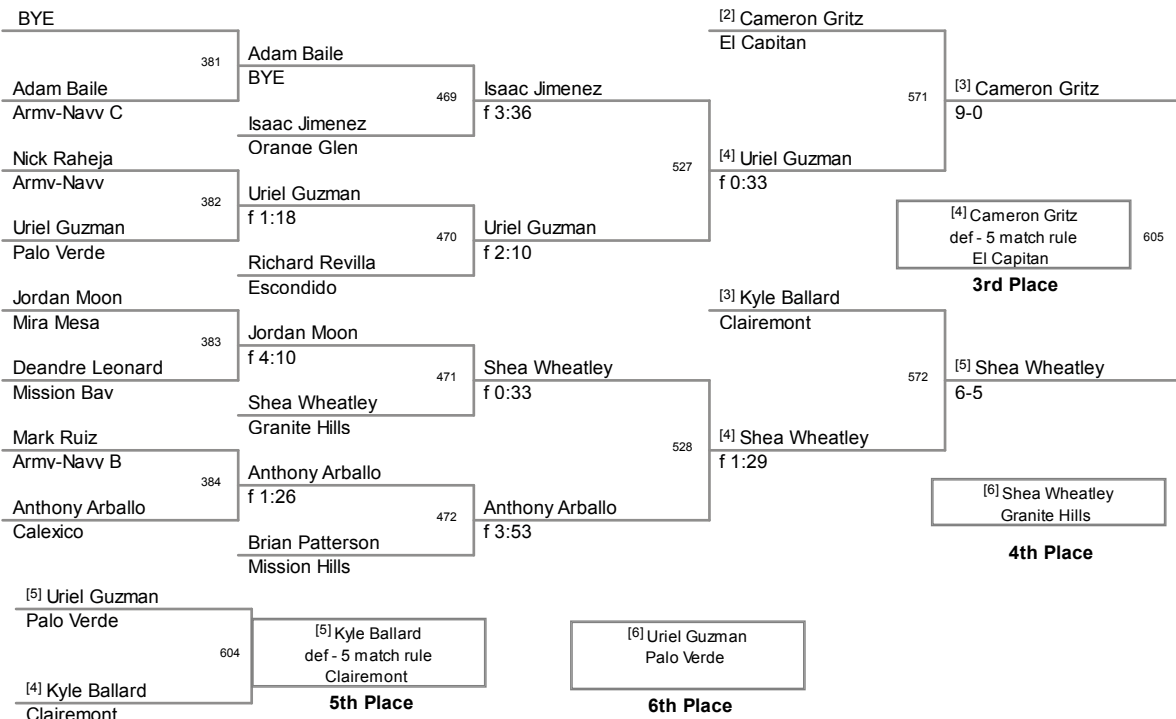 BYE
381
Adam Baile
Army-Navy C
Nick Raheja
Army-Navy
382
Uriel Guzman
Palo Verde
Jordan Moon
Mira Mesa
383
Deandre Leonard
Mission Bay
Mark Ruiz
Army-Navy B
384
Anthony Arballo
Calexico
Adam Baile
BYE
469
Isaac Jimenez
Orange Glen
Uriel Guzman
f 1:18
470
Richard Revilla
Escondido
Jordan Moon
f 4:10
471
Shea Wheatley
Granite Hills
Anthony Arballo
f 1:26
472
Brian Patterson
Mission Hills
Isaac Jimenez
f 3:36
527
Uriel Guzman
f 2:10
Shea Wheatley
f 0:33
528
Anthony Arballo
f 3:53
[2] Cameron Gritz
El Capitan
571
[4] Uriel Guzman
f 0:33
[3] Kyle Ballard
Clairemont
572
[4] Shea Wheatley
f 1:29
[3] Cameron Gritz
9-0
[4] Cameron Gritz
def - 5 match rule
El Capitan
605
3rd Place
[5] Shea Wheatley
6-5
[6] Shea Wheatley
Granite Hills
4th Place
[5] Uriel Guzman
Palo Verde
604
[4] Kyle Ballard
Clairemont
[5] Kyle Ballard
def - 5 match rule
Clairemont
5th Place
[6] Uriel Guzman
Palo Verde
6th Place